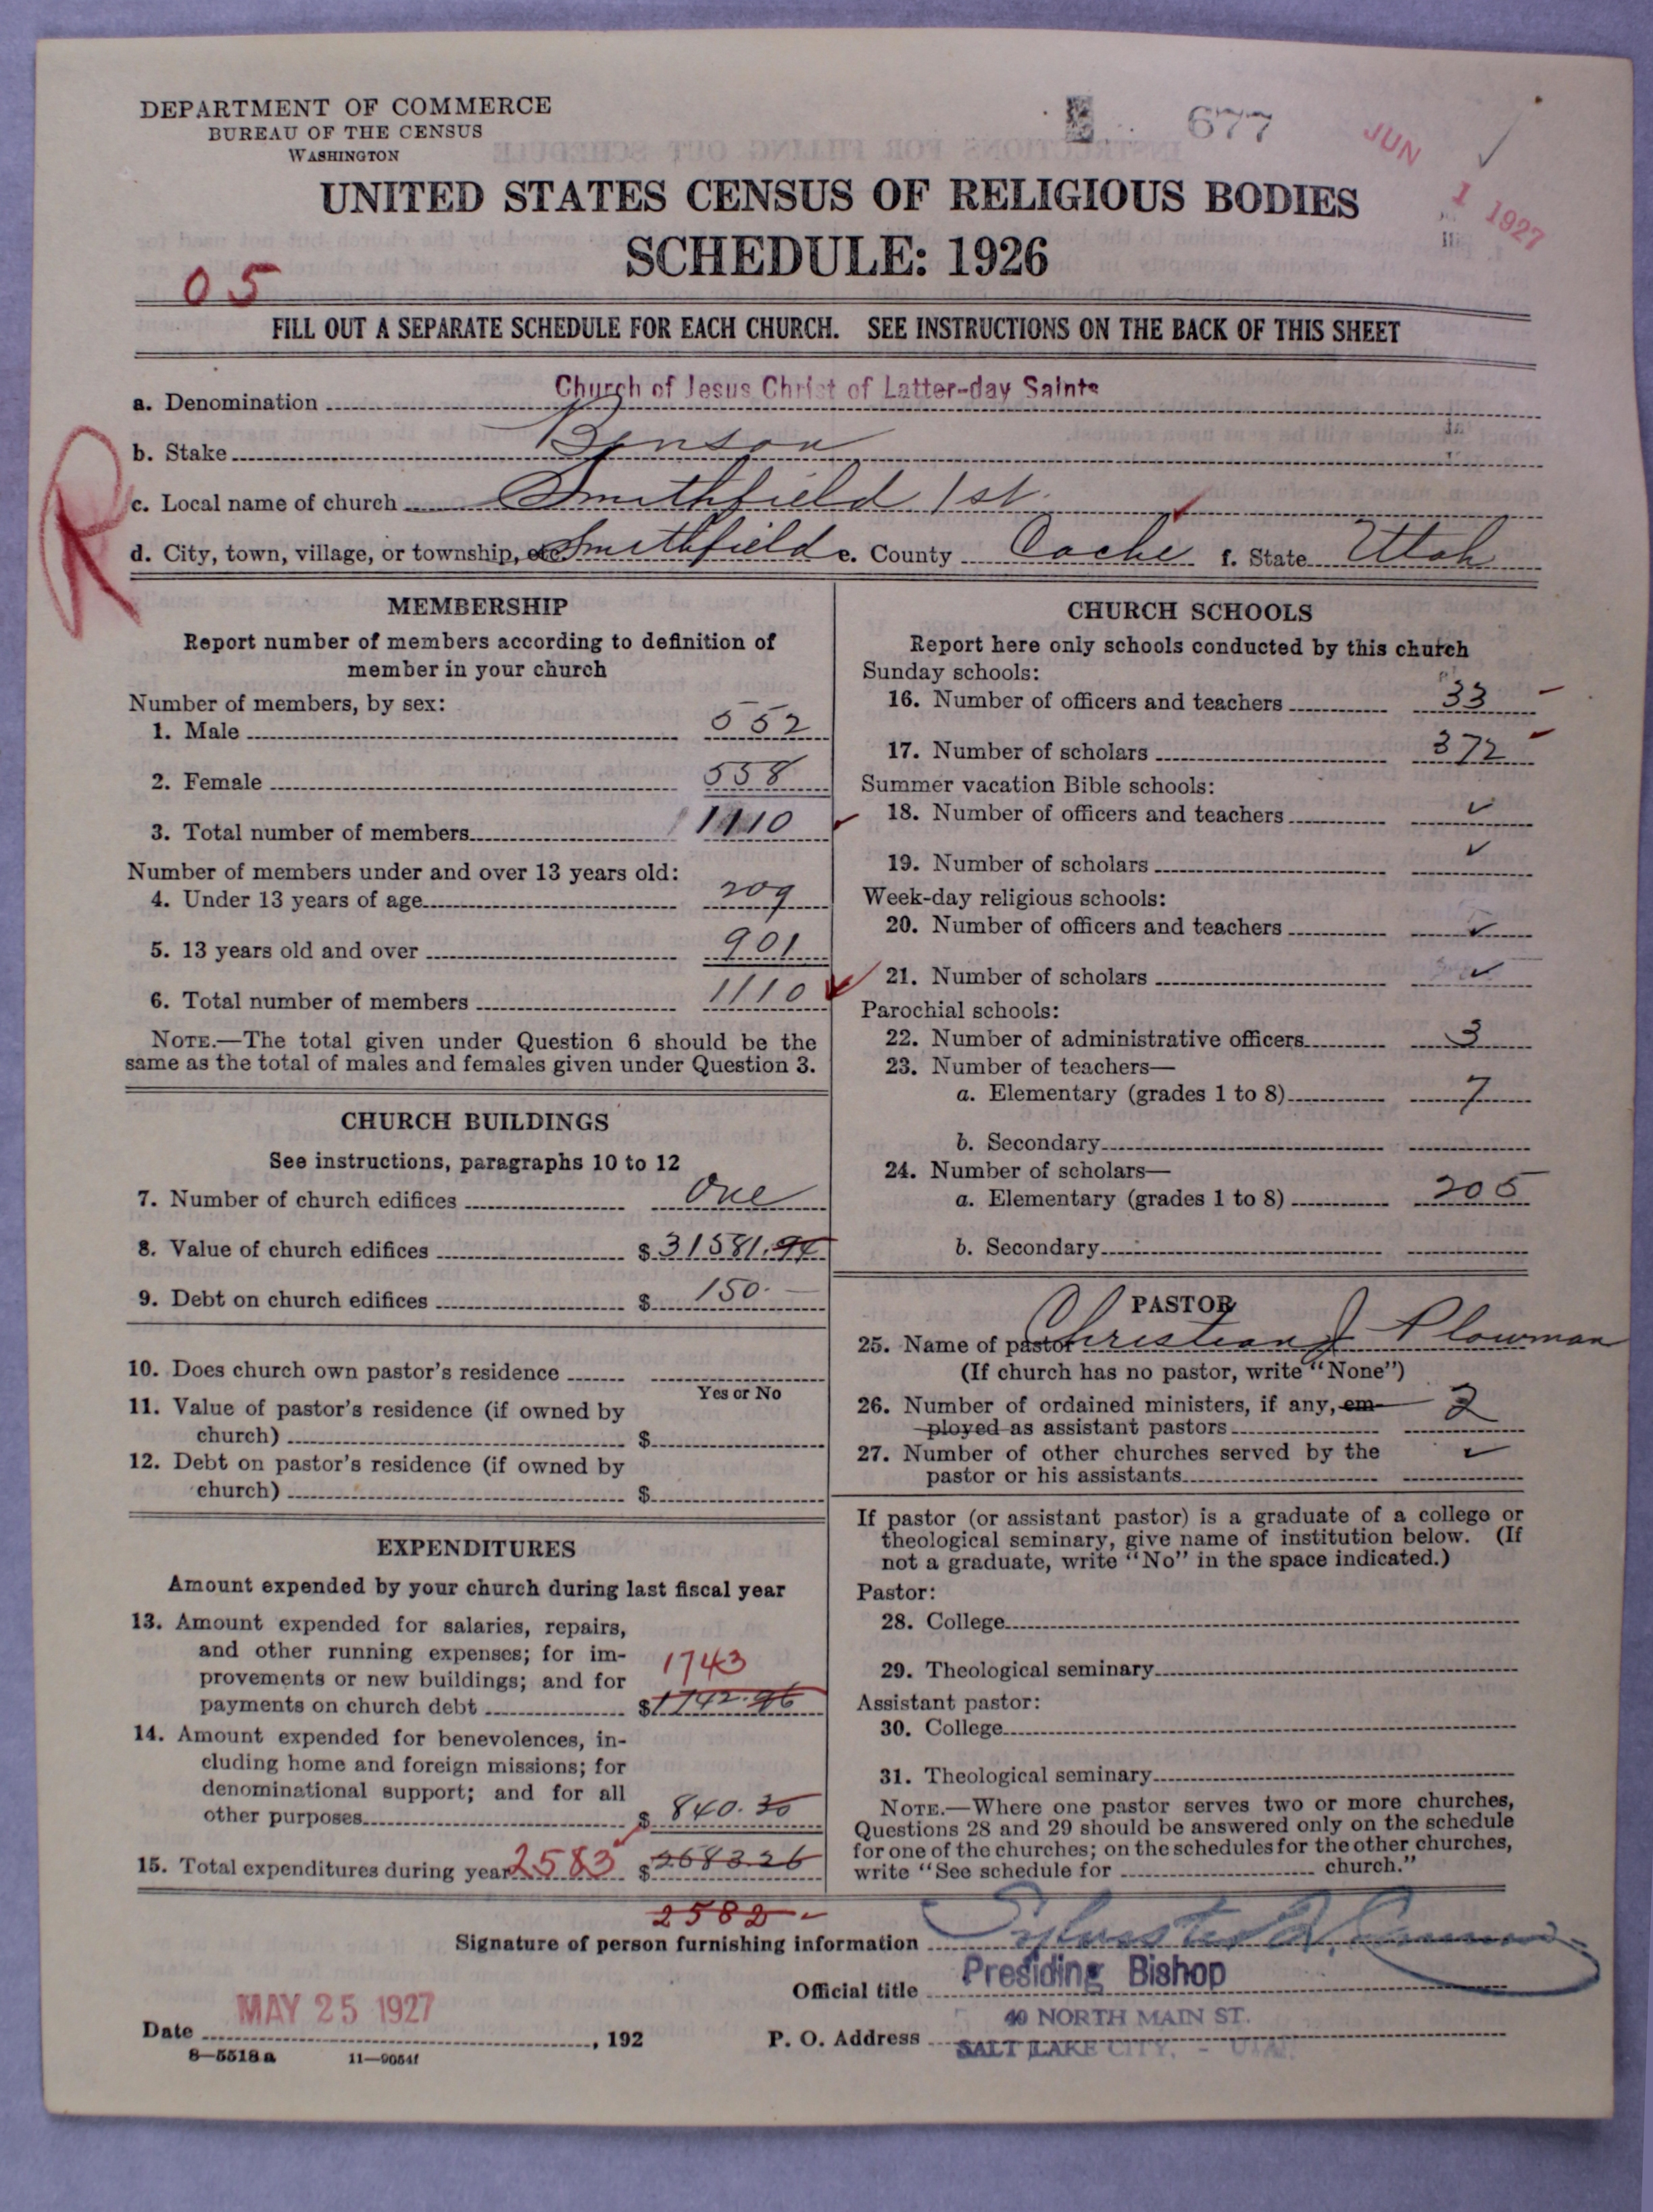 DEPARTMENT OF COMMERCE
BUREAU OF THE CENSUS
WASHINGTON
677
JUN 1 1927
UNITED STATES CENSUS OF RELIGIOUS BODIES
SCHEDULE: 1926
05
FILL OUT A SEPARATE SCHEDULE FOR EACH CHURCH. SEE INSTRUCTIONS ON THE BACK OF THIS SHEET
R
a. Denomination Church of Jesus Christ of Latter-day Saints
b. Stake Benson
c. Local name of church Smithfield 1st.
d. City, town, village, or township, etc. Smithfield e. County Cache f. State Utah
MEMBERSHIP
Report number of members according to definition of
member in your church
Number of members, by sex:
1. Male 552
2. Female 558
3. Total number of members 1110
Number of members under and over 13 years old:
4. Under 13 years of age 209
5. 13 years old and over 901
6. Total number of members 1110
NOTE.—The total given under Question 6 should be the
same as the total of males and females given under Question 3.
CHURCH BUILDINGS
See instructions, paragraphs 10 to 12
7. Number of church edifices One
8. Value of church edifices $ 31581.94
9. Debt on church edifices $ 150.—
10. Does church own pastor's residence
Yes or No
11. Value of pastor's residence (if owned by
church) $
12. Debt on pastor's residence (if owned by
church) $
EXPENDITURES
Amount expended by your church during last fiscal year
13. Amount expended for salaries, repairs,
and other running expenses; for im-
provements or new buildings; and for 1743
payments on church debt $ 1742.96
14. Amount expended for benevolences, in-
cluding home and foreign missions; for
denominational support; and for all
other purposes $ 840.30
15. Total expenditures during year 2583 $ 2683.26
2582
CHURCH SCHOOLS
Report here only schools conducted by this church
Sunday schools:
16. Number of officers and teachers 33
17. Number of scholars 372
Summer vacation Bible schools:
18. Number of officers and teachers ✓
19. Number of scholars ✓
Week-day religious schools:
20. Number of officers and teachers ✓
21. Number of scholars ✓
Parochial schools:
22. Number of administrative officers 3
23. Number of teachers—
a. Elementary (grades 1 to 8) 7
b. Secondary
24. Number of scholars—
a. Elementary (grades 1 to 8) 205
b. Secondary
PASTOR
25. Name of pastor Christian J Plowman
(If church has no pastor, write "None")
26. Number of ordained ministers, if any, em-
ployed as assistant pastors 2
27. Number of other churches served by the
pastor or his assistants ✓
If pastor (or assistant pastor) is a graduate of a college or
theological seminary, give name of institution below. (If
not a graduate, write "No" in the space indicated.)
Pastor:
28. College
29. Theological seminary
Assistant pastor:
30. College
31. Theological seminary
NOTE.—Where one pastor serves two or more churches,
Questions 28 and 29 should be answered only on the schedule
for one of the churches; on the schedules for the other churches,
write "See schedule for church."
Signature of person furnishing information Sylvester Q. Cannon
Official title Presiding Bishop
Date MAY 25 1927, 192 P. O. Address 40 NORTH MAIN ST.
SALT LAKE CITY, - UTAH
8—5518a 11—9054f